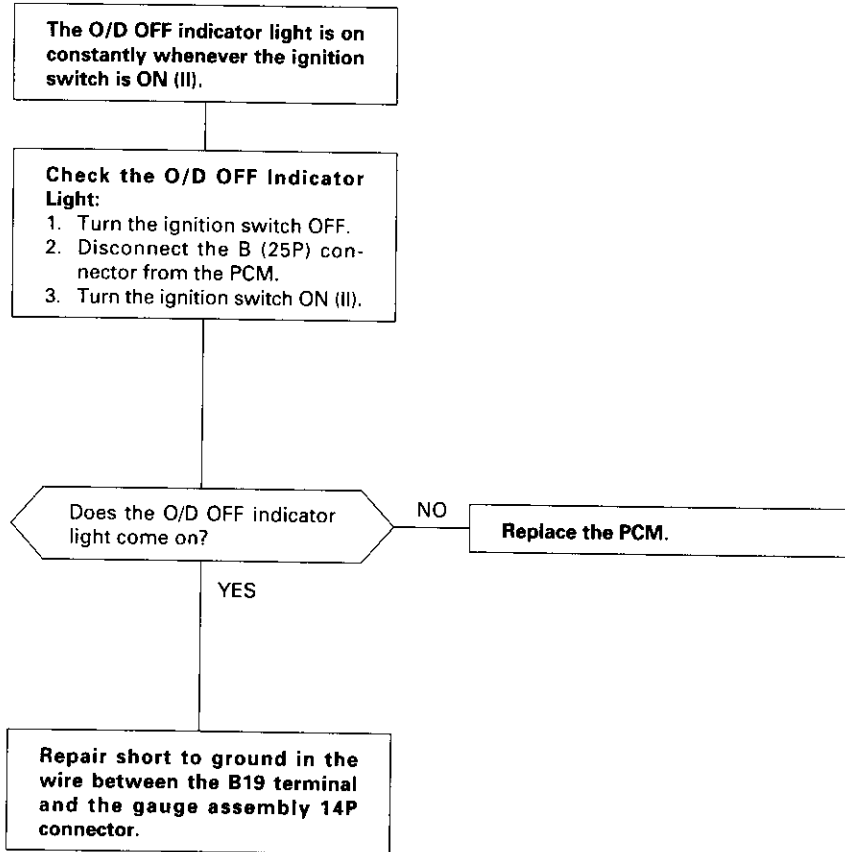 The O/D OFF indicator light is on
constantly whenever the ignition
switch is ON (II).
Check the O/D OFF Indicator
Light:
1. Turn the ignition switch OFF.
2. Disconnect the B (25P) con-
nector from the PCM.
3. Turn the ignition switch ON (II).
Does the O/D OFF indicator
light come on?
NO
Replace the PCM.
YES
Repair short to ground in the
wire between the B19 terminal
and the gauge assembly 14P
connector.